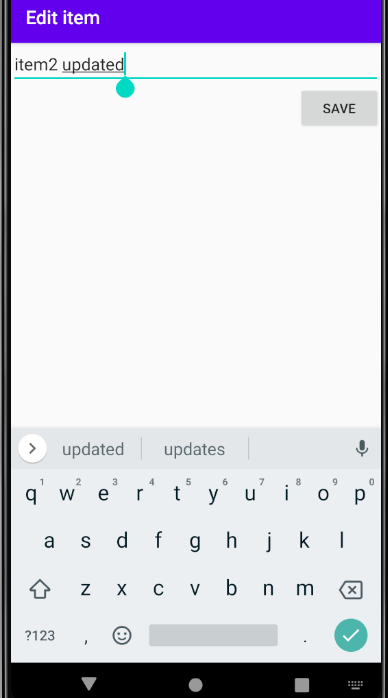 Edit item
item2 updated
SAVE
updated updates
1 2 3 4 5 6 7 8 9 0
q w e r t y u i o p
a s d f g h j k l
z x c v b n m
?123 , .